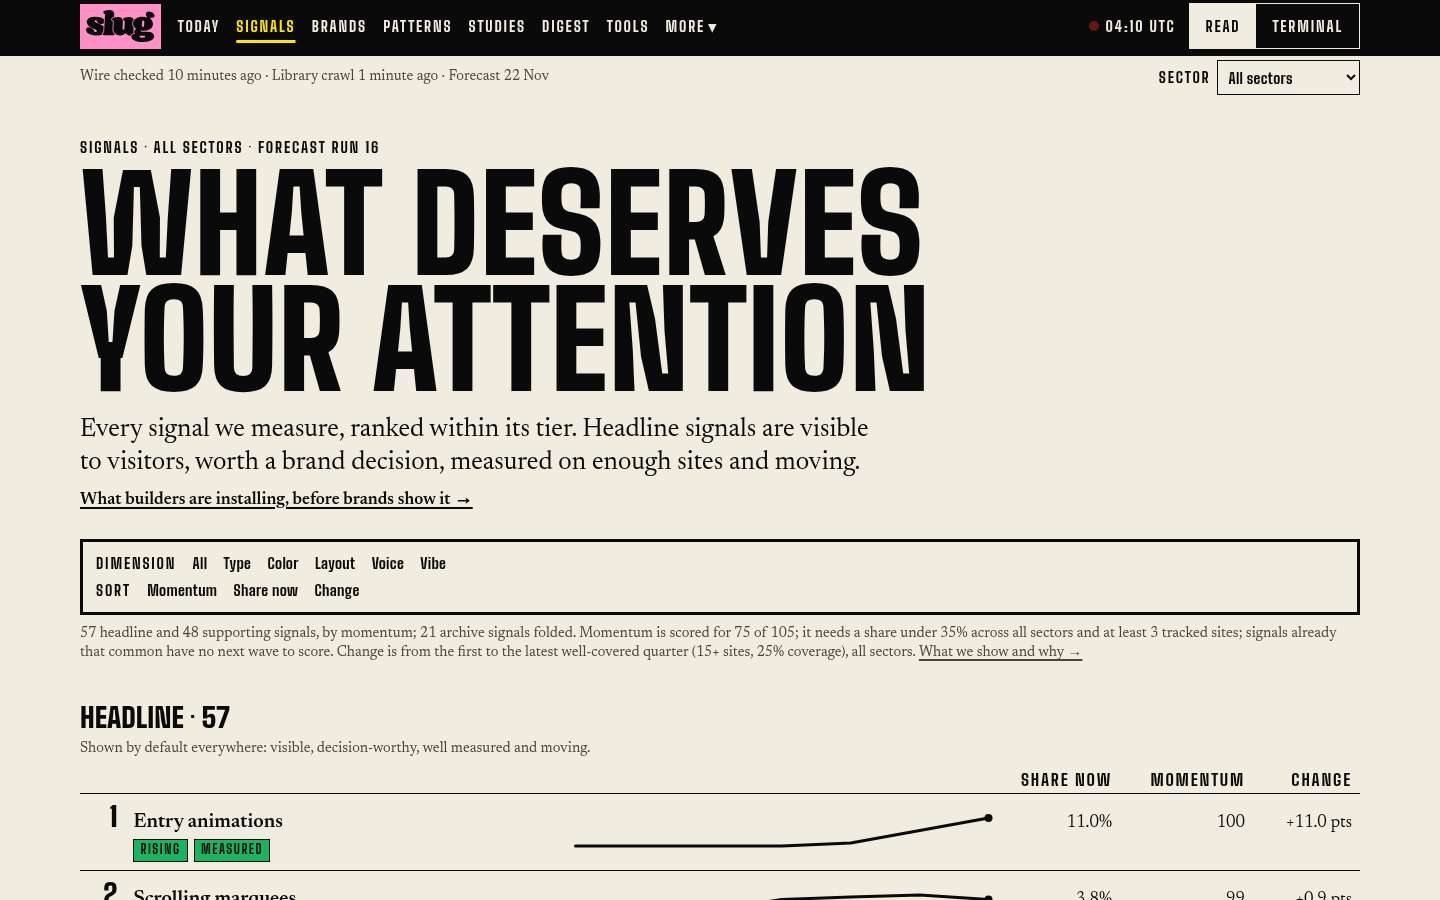 slug TODAY SIGNALS BRANDS PATTERNS STUDIES DIGEST TOOLS MORE ▾ 04:10 UTC READ TERMINAL
Wire checked 10 minutes ago · Library crawl 1 minute ago · Forecast 22 Nov SECTOR All sectors
SIGNALS · ALL SECTORS · FORECAST RUN 16
WHAT DESERVES
YOUR ATTENTION
Every signal we measure, ranked within its tier. Headline signals are visible
to visitors, worth a brand decision, measured on enough sites and moving.
What builders are installing, before brands show it →
DIMENSION All Type Color Layout Voice Vibe
SORT Momentum Share now Change
57 headline and 48 supporting signals, by momentum; 21 archive signals folded. Momentum is scored for 75 of 105; it needs a share under 35% across all sectors and at least 3 tracked sites; signals already
that common have no next wave to score. Change is from the first to the latest well-covered quarter (15+ sites, 25% coverage), all sectors. What we show and why →
HEADLINE · 57
Shown by default everywhere: visible, decision-worthy, well measured and moving.
SHARE NOW MOMENTUM CHANGE
1 Entry animations 11.0% 100 +11.0 pts
RISING MEASURED
2 Scrolling marquees 3.8% 99 +0.9 pts